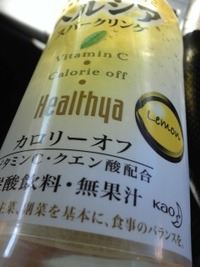 ヘルシア
スパークリング
Vitamin C
Calorie off
Healthya
Lemon
カロリーオフ
タミンC・クエン酸配合
炭酸飲料・無果汁
Kao
主菜、副菜を基本に、食事のバランスを。